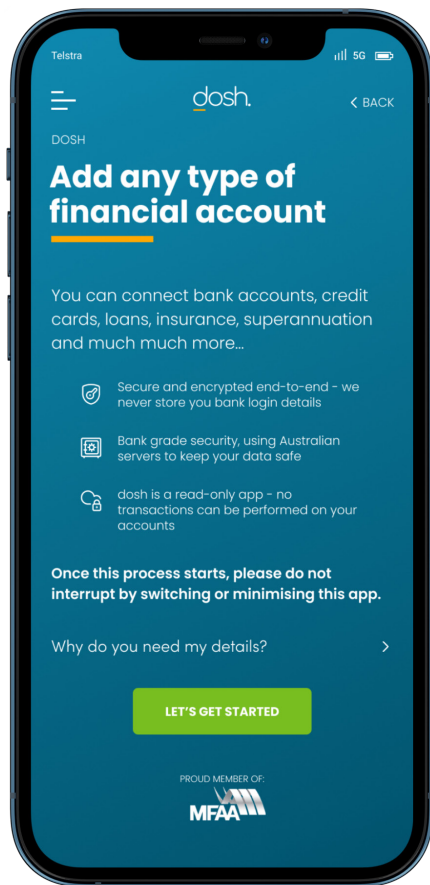 Telstra
5G
dosh.
< BACK
DOSH
Add any type of
financial account
You can connect bank accounts, credit
cards, loans, insurance, superannuation
and much much more...
Secure and encrypted end-to-end - we
never store you bank login details
Bank grade security, using Australian
servers to keep your data safe
dosh is a read-only app - no
transactions can be performed on your
accounts
Once this process starts, please do not
interrupt by switching or minimising this app.
Why do you need my details? >
LET'S GET STARTED
PROUD MEMBER OF:
MFAA